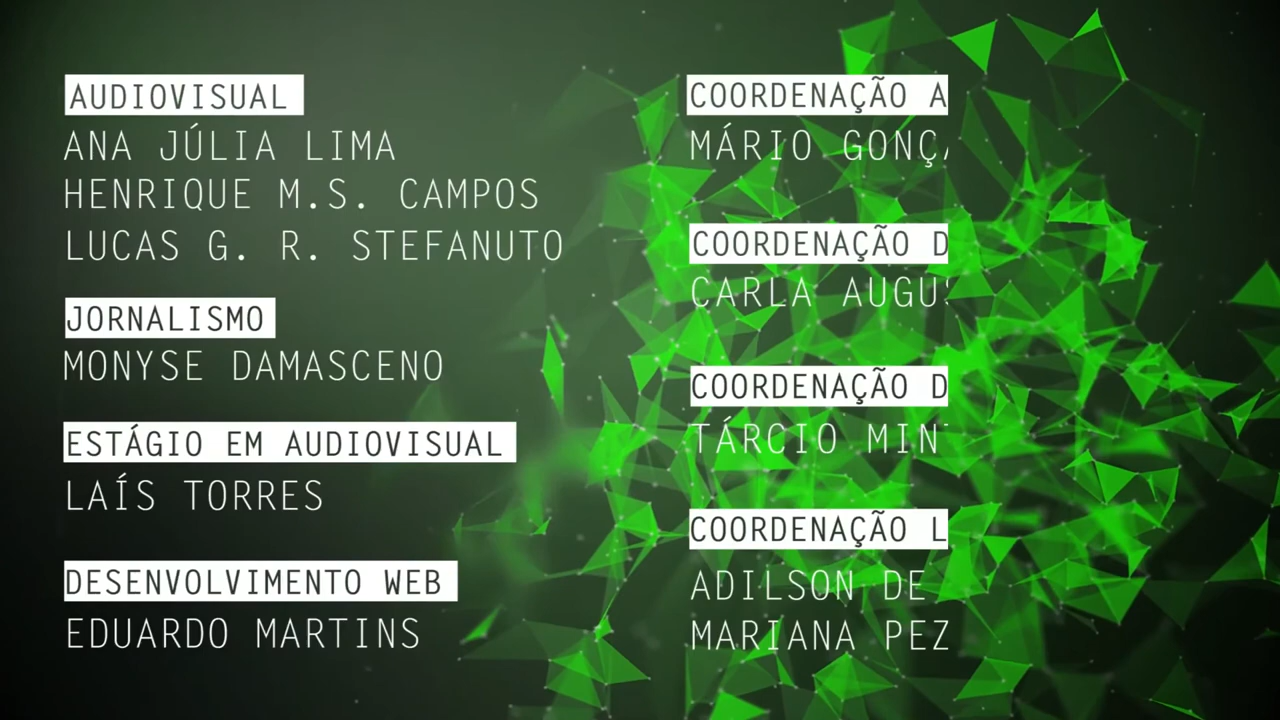 AUDIOVISUAL
ANA JÚLIA LIMA
HENRIQUE M.S. CAMPOS
LUCAS G. R. STEFANUTO
JORNALISMO
MONYSE DAMASCENO
ESTÁGIO EM AUDIOVISUAL
LAÍS TORRES
DESENVOLVIMENTO WEB
EDUARDO MARTINS
COORDENAÇÃO
MÁRIO
COORDENAÇÃO
CARLA
COORDENAÇÃO
TÁRCIO
COORDENAÇÃO
ADILSON DE
MARIANA